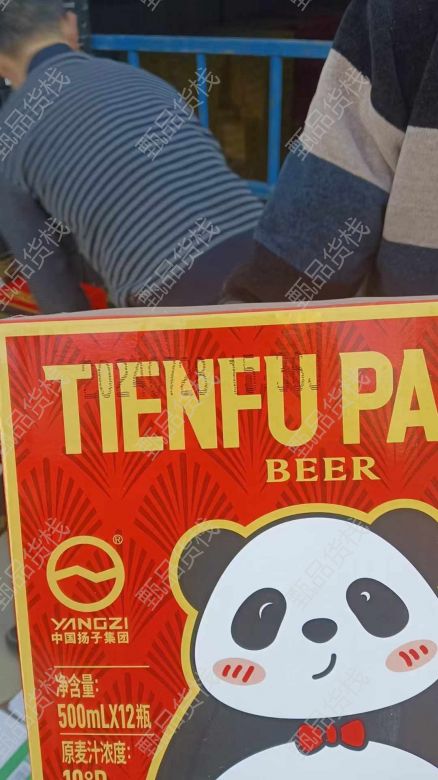 TIENFU PA
BEER
®
YANGZI
中国扬子集团
净含量:
500mLX12瓶
原麦汁浓度:
甄品货栈